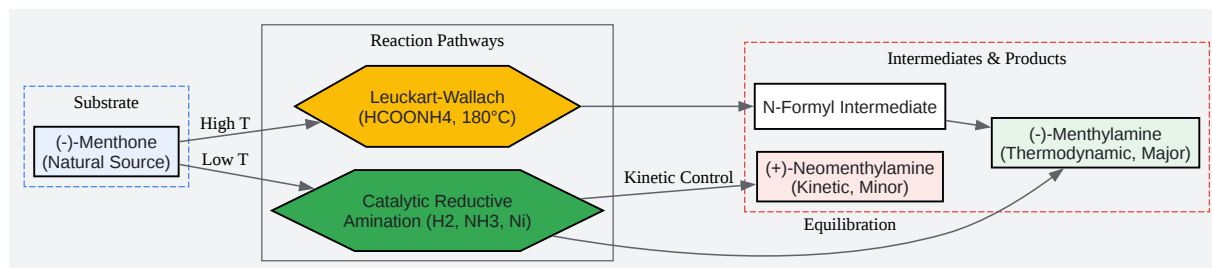 Substrate
(-)-Menthone
(Natural Source)
High T
Low T
Reaction Pathways
Leuckart-Wallach
(HCOONH4, 180°C)
Catalytic Reductive
Amination (H2, NH3, Ni)
Kinetic Control
Equilibration
Intermediates & Products
N-Formyl Intermediate
(+)-Neomenthylamine
(Kinetic, Minor)
(-)-Menthylamine
(Thermodynamic, Major)